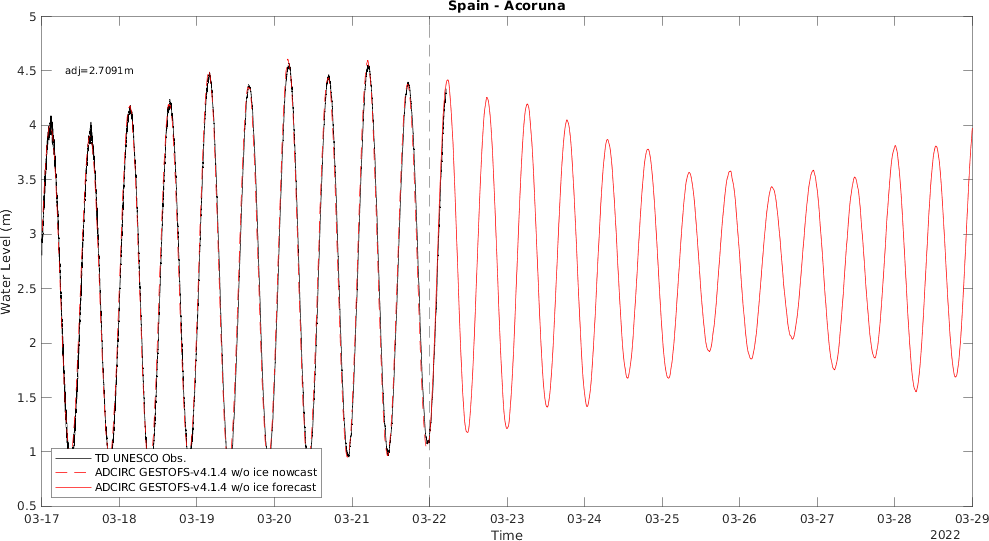 Spain - Acoruna
adj=2.7091m
Water Level (m)
5
4.5
4
3.5
3
2.5
2
1.5
1
0.5
TD UNESCO Obs.
ADCIRC GESTOFS-v4.1.4 w/o ice nowcast
ADCIRC GESTOFS-v4.1.4 w/o ice forecast
03-17 03-18 03-19 03-20 03-21 03-22 03-23 03-24 03-25 03-26 03-27 03-28 03-29
Time
2022